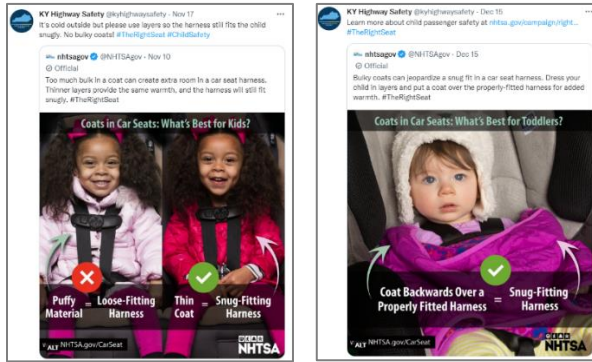 KY Highway Safety @kyhighwaysafety · Nov 17
It's cold outside but please use layers so the harness still fits the child
snugly. No bulky coats! #TheRightSeat #ChildSafety
nhtsagov @NHTSAgov · Nov 10
Official
Too much bulk in a coat can create extra room in a car seat harness.
Thinner layers provide the same warmth, and the harness will still fit
snugly. #TheRightSeat
Coats in Car Seats: What's Best for Kids?
Puffy Material = Loose-Fitting Harness
Thin Coat = Snug-Fitting Harness
ALT
NHTSA.gov/CarSeat
NHTSA
KY Highway Safety @kyhighwaysafety · Dec 15
Learn more about child passenger safety at nhtsa.gov/campaign/right...
#TheRightSeat
nhtsagov @NHTSAgov · Dec 15
Official
Bulky coats can jeopardize a snug fit in a car seat harness. Dress your
child in layers and put a coat over the properly-fitted harness for added
warmth. #TheRightSeat
Coats in Car Seats: What's Best for Toddlers?
Coat Backwards Over a
Properly Fitted Harness
=
Snug-Fitting
Harness
ALT
NHTSA.gov/CarSeat
NHTSA